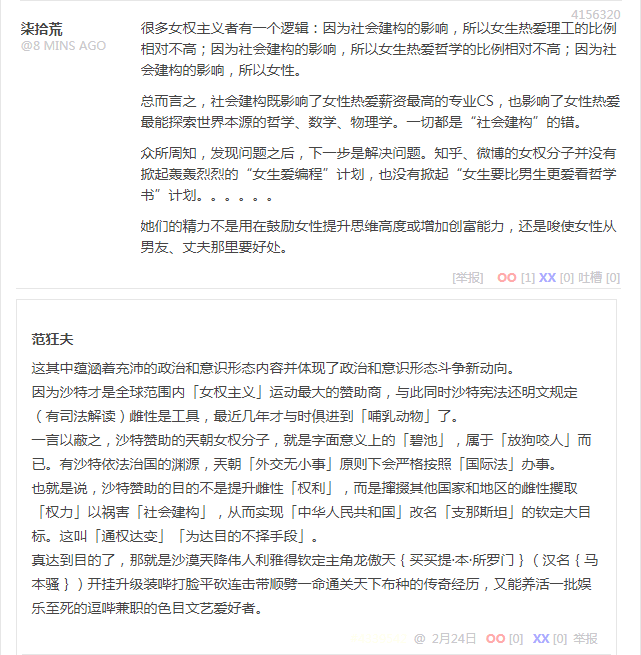 4156320
柒拾荒
@8 MINS AGO
很多女权主义者有一个逻辑：因为社会建构的影响，所以女生热爱理工的比例
相对不高；因为社会建构的影响，所以女生热爱哲学的比例相对不高；因为社
会建构的影响，所以女性。
总而言之，社会建构既影响了女性热爱薪资最高的专业CS，也影响了女性热爱
最能探索世界本源的哲学、数学、物理学。一切都是“社会建构”的错。
众所周知，发现问题之后，下一步是解决问题。知乎、微博的女权分子并没有
掀起轰轰烈烈的“女生爱编程”计划，也没有掀起“女生要比男生更爱看哲学
书”计划。。。。。。
她们的精力不是用在鼓励女性提升思维高度或增加创富能力，还是唆使女性从
男友、丈夫那里要好处。
[举报] OO [1] XX [0] 吐槽 [0]
范狂夫
这其中蕴涵着充沛的政治和意识形态内容并体现了政治和意识形态斗争新动向。
因为沙特才是全球范围内「女权主义」运动最大的赞助商，与此同时沙特宪法还明文规定
（有司法解读）雌性是工具，最近几年才与时俱进到「哺乳动物」了。
一言以蔽之，沙特赞助的天朝女权分子，就是字面意义上的「碧池」，属于「放狗咬人」而
已。有沙特依法治国的渊源，天朝「外交无小事」原则下会严格按照「国际法」办事。
也就是说，沙特赞助的目的不是提升雌性「权利」，而是撺掇其他国家和地区的雌性攫取
「权力」以祸害「社会建构」，从而实现「中华人民共和国」改名「支那斯坦」的钦定大目
标。这叫「通权达变」「为达目的不择手段」。
真达到目的了，那就是沙漠天降伟人利雅得钦定主角龙傲天｛买买提·本·所罗门｝（汉名｛马
本骚｝）开挂升级装哔打脸平砍连击带顺劈一命通关天下布种的传奇经历，又能养活一批娱
乐至死的逗哔兼职的色目文艺爱好者。
@ 2月24日 OO [0] XX [0] 举报